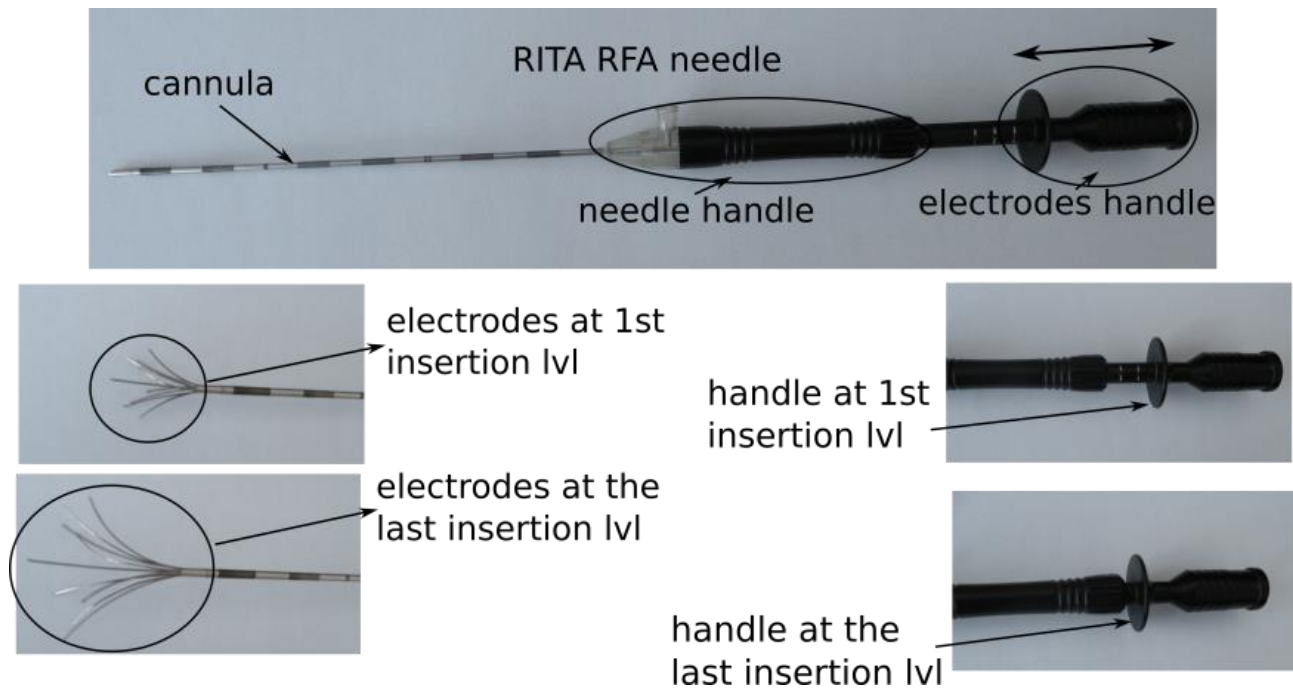 RITA RFA needle
cannula
needle handle
electrodes handle
electrodes at 1st
insertion lvl
handle at 1st
insertion lvl
electrodes at the
last insertion lvl
handle at the
last insertion lvl